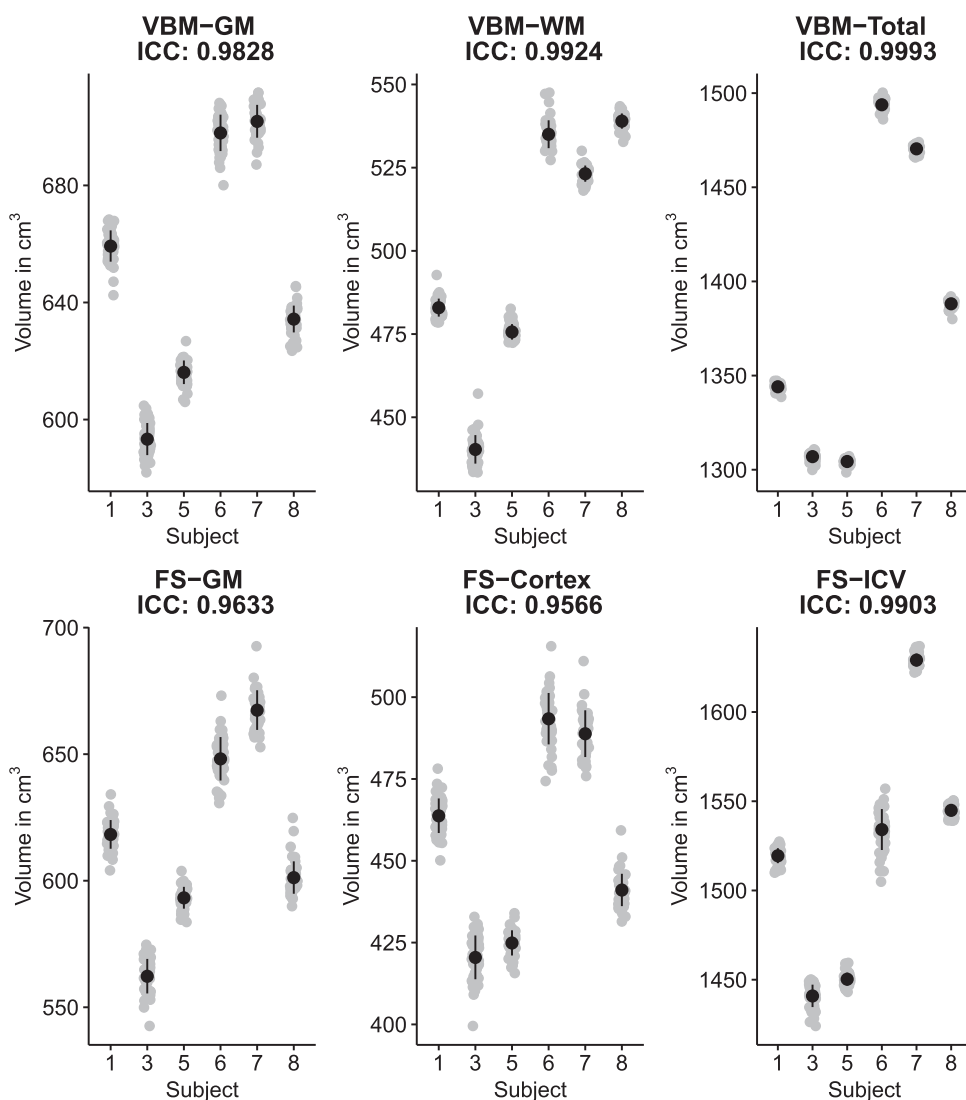 VBM−GM
ICC: 0.9828
Volume in cm³
680
640
600
1 3 5 6 7 8
Subject
VBM−WM
ICC: 0.9924
Volume in cm³
550
525
500
475
450
1 3 5 6 7 8
Subject
VBM−Total
ICC: 0.9993
Volume in cm³
1500
1450
1400
1350
1300
1 3 5 6 7 8
Subject
FS−GM
ICC: 0.9633
Volume in cm³
700
650
600
550
1 3 5 6 7 8
Subject
FS−Cortex
ICC: 0.9566
Volume in cm³
500
475
450
425
400
1 3 5 6 7 8
Subject
FS−ICV
ICC: 0.9903
Volume in cm³
1600
1550
1500
1450
1 3 5 6 7 8
Subject